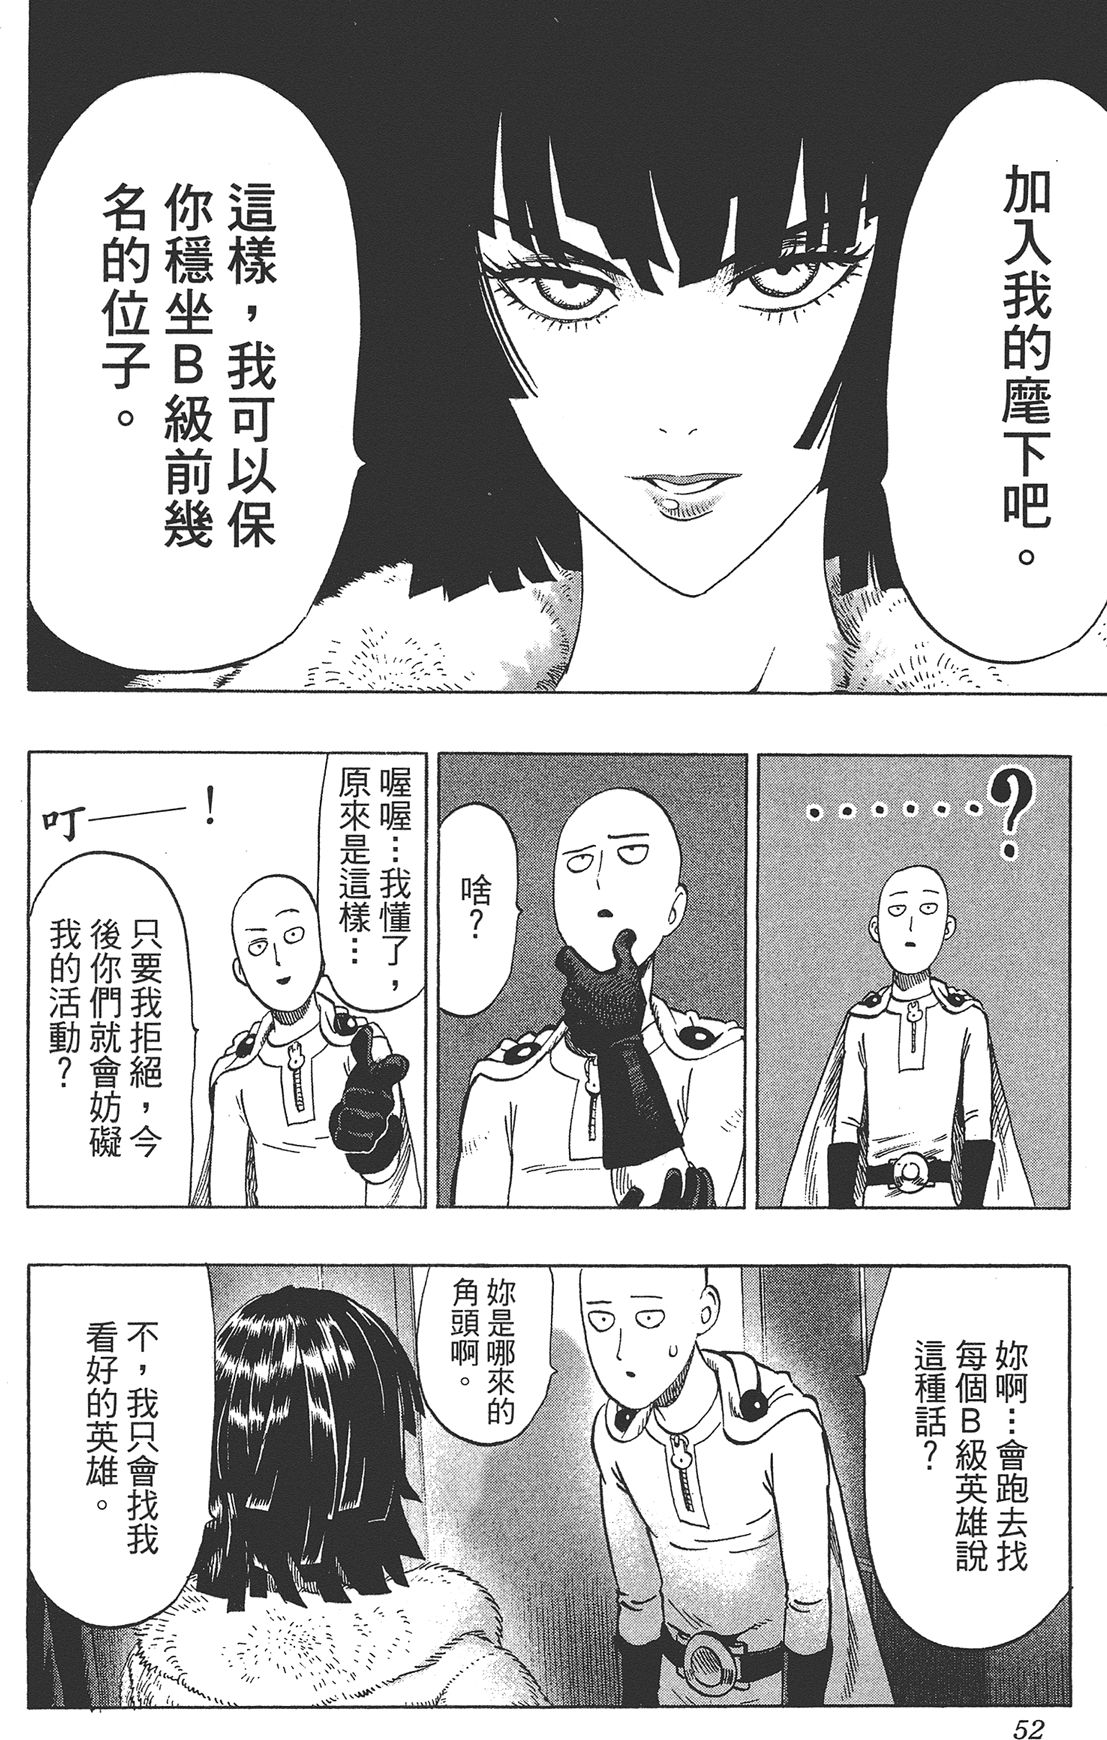 加入我的麾下吧。
這樣，我可以保
你穩坐B級前幾
名的位子。
······?
啥？
喔喔…我懂了，
原來是這樣…
叮——！
只要我拒絕，今
後你們就會妨礙
我的活動？
妳啊…會跑去找
每個B級英雄說
這種話？
妳是哪來的
角頭啊。
不，我只會找我
看好的英雄。
52